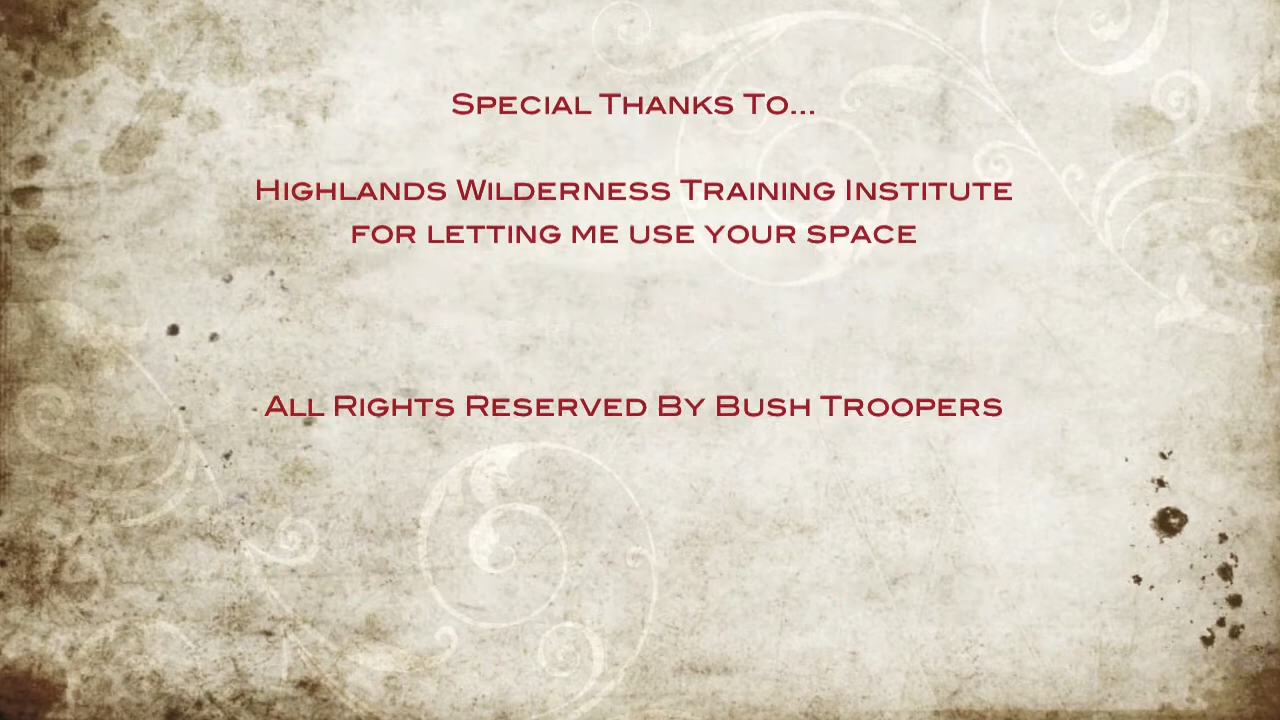 Special Thanks To...
Highlands Wilderness Training Institute
for letting me use your space
All Rights Reserved By Bush Troopers